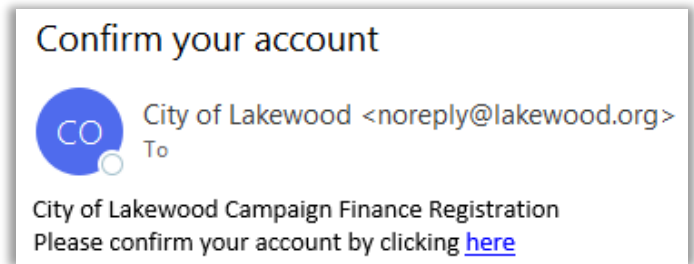 Confirm your account
CO
City of Lakewood <noreply@lakewood.org>
To
City of Lakewood Campaign Finance Registration
Please confirm your account by clicking here